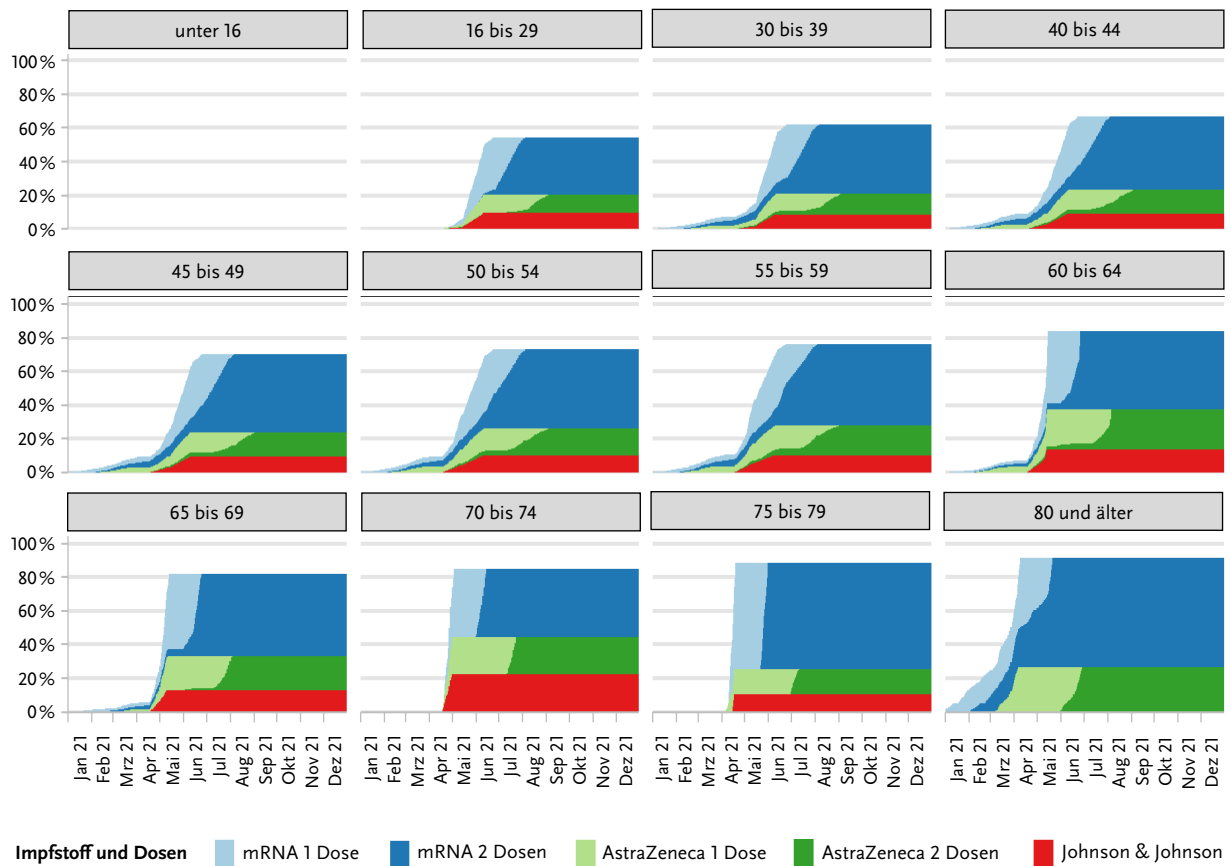 unter 16
16 bis 29
30 bis 39
40 bis 44
100 %
80 %
60 %
40 %
20 %
0 %
45 bis 49
50 bis 54
55 bis 59
60 bis 64
100 %
80 %
60 %
40 %
20 %
0 %
65 bis 69
70 bis 74
75 bis 79
80 und älter
100 %
80 %
60 %
40 %
20 %
0 %
Jan 21
Feb 21
Mrz 21
Apr 21
Mai 21
Jun 21
Jul 21
Aug 21
Sep 21
Okt 21
Nov 21
Dez 21
Jan 21
Feb 21
Mrz 21
Apr 21
Mai 21
Jun 21
Jul 21
Aug 21
Sep 21
Okt 21
Nov 21
Dez 21
Jan 21
Feb 21
Mrz 21
Apr 21
Mai 21
Jun 21
Jul 21
Aug 21
Sep 21
Okt 21
Nov 21
Dez 21
Jan 21
Feb 21
Mrz 21
Apr 21
Mai 21
Jun 21
Jul 21
Aug 21
Sep 21
Okt 21
Nov 21
Dez 21
Impfstoff und Dosen mRNA 1 Dose mRNA 2 Dosen AstraZeneca 1 Dose AstraZeneca 2 Dosen Johnson & Johnson